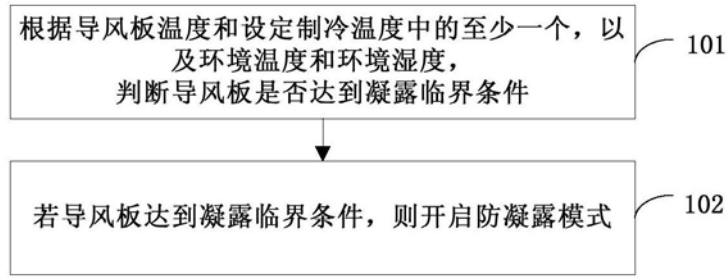 根据导风板温度和设定制冷温度中的至少一个，以
及环境温度和环境湿度，
判断导风板是否达到凝露临界条件
101
若导风板达到凝露临界条件，则开启防凝露模式
102